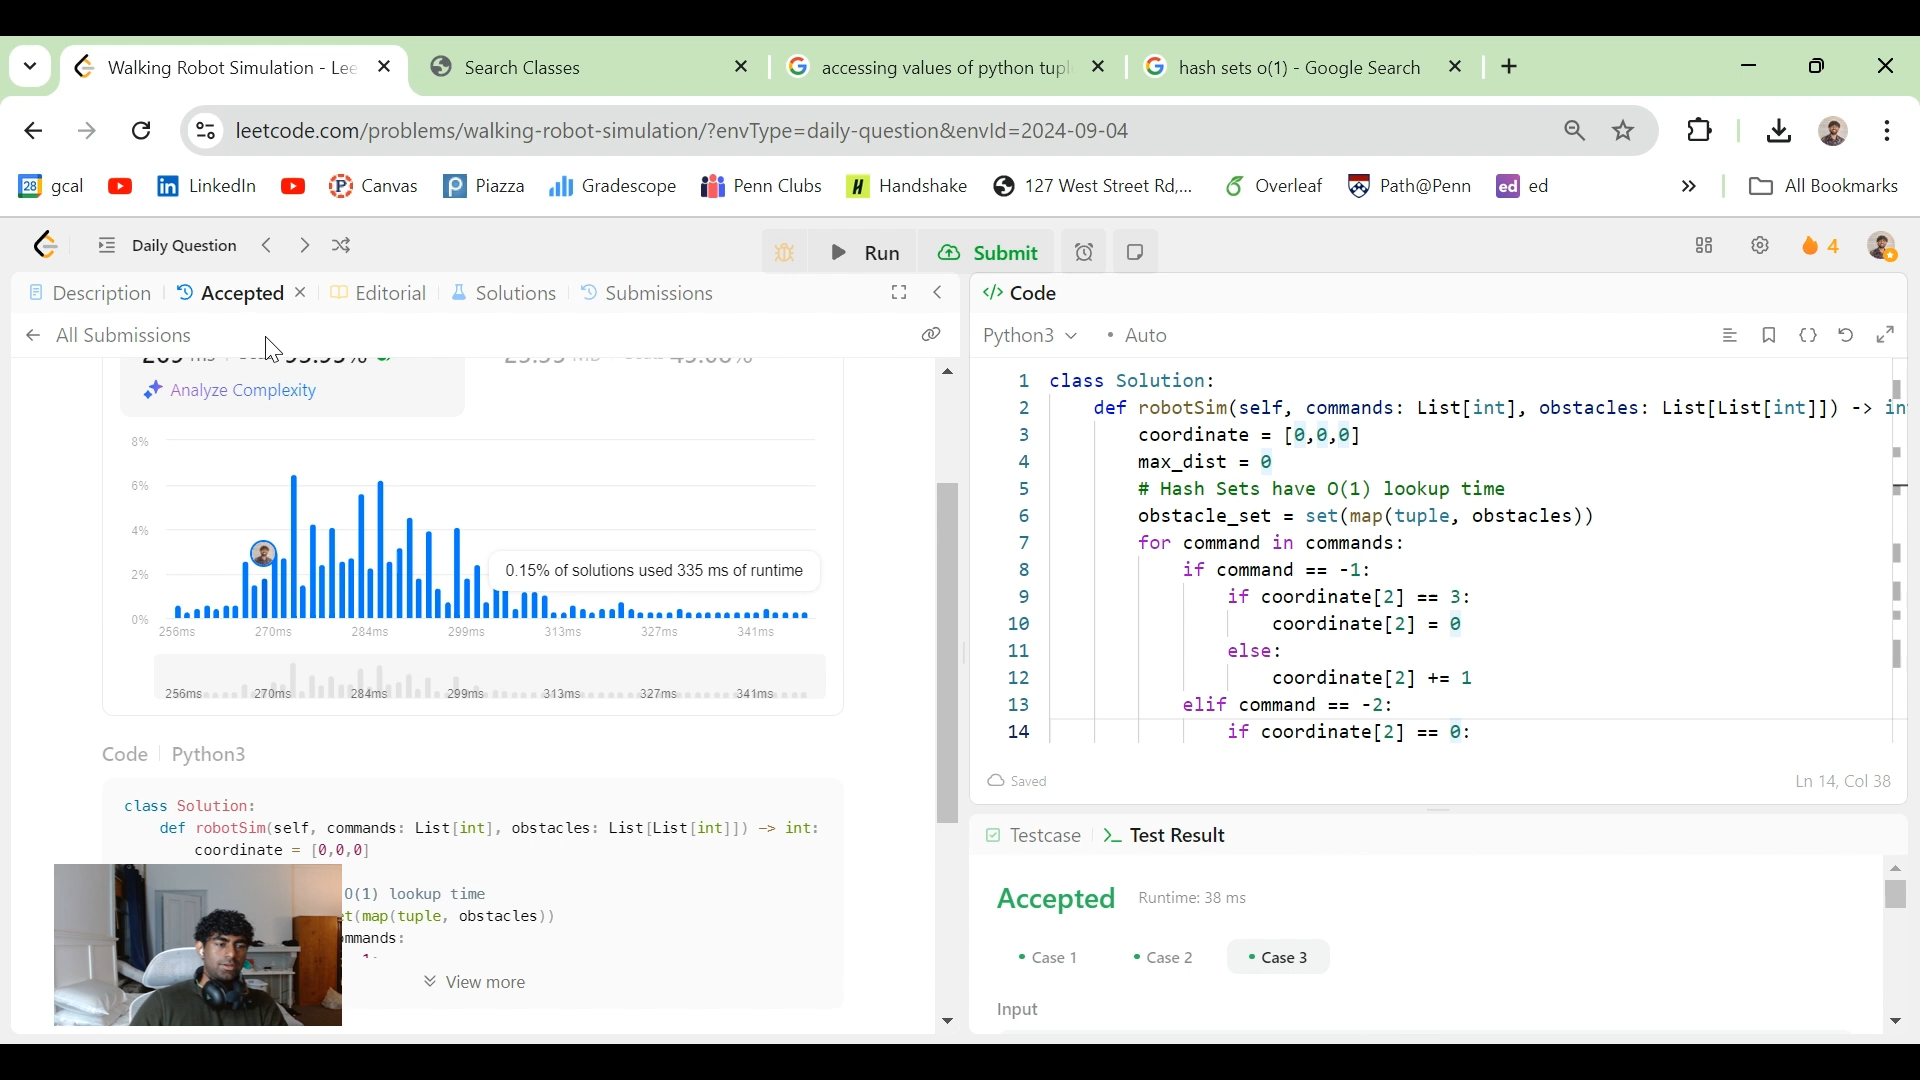 Walking Robot Simulation - Lee
Search Classes
accessing values of python tupl
hash sets o(1) - Google Search
leetcode.com/problems/walking-robot-simulation/?envType=daily-question&envId=2024-09-04
28 gcal
LinkedIn
Canvas
Piazza
Gradescope
Penn Clubs
Handshake
127 West Street Rd,...
Overleaf
Path@Penn
ed ed
All Bookmarks
Daily Question
Run
Submit
4
Description
Accepted
Editorial
Solutions
Submissions
All Submissions
Analyze Complexity
8%
6%
4%
2%
0%
0.15% of solutions used 335 ms of runtime
256ms 270ms 284ms 299ms 313ms 327ms 341ms
256ms 270ms 284ms 299ms 313ms 327ms 341ms
Code Python3
class Solution:
def robotSim(self, commands: List[int], obstacles: List[List[int]]) -> int:
coordinate = [0,0,0]
O(1) lookup time
t(map(tuple, obstacles))
mmands:
View more
</> Code
Python3
Auto
1 class Solution:
2 def robotSim(self, commands: List[int], obstacles: List[List[int]]) -> in
3 coordinate = [0,0,0]
4 max_dist = 0
5 # Hash Sets have O(1) lookup time
6 obstacle_set = set(map(tuple, obstacles))
7 for command in commands:
8 if command == -1:
9 if coordinate[2] == 3:
10 coordinate[2] = 0
11 else:
12 coordinate[2] += 1
13 elif command == -2:
14 if coordinate[2] == 0:
Saved
Ln 14, Col 38
Testcase
Test Result
Accepted Runtime: 38 ms
Case 1
Case 2
Case 3
Input